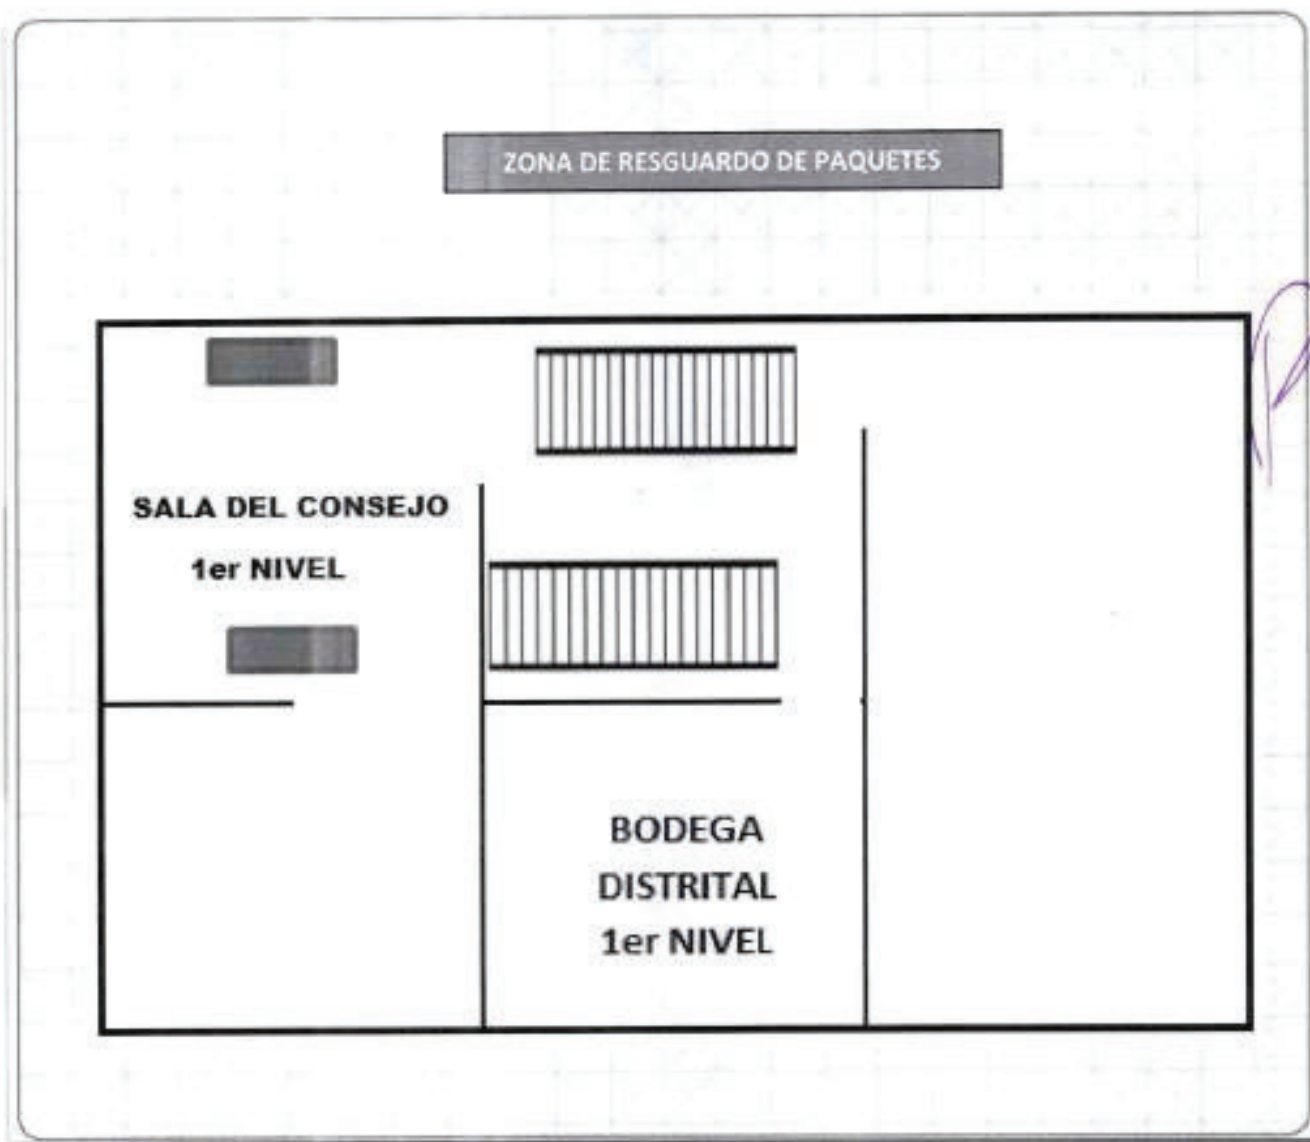 ZONA DE RESGUARDO DE PAQUETES
SALA DEL CONSEJO
1er NIVEL
BODEGA
DISTRITAL
1er NIVEL